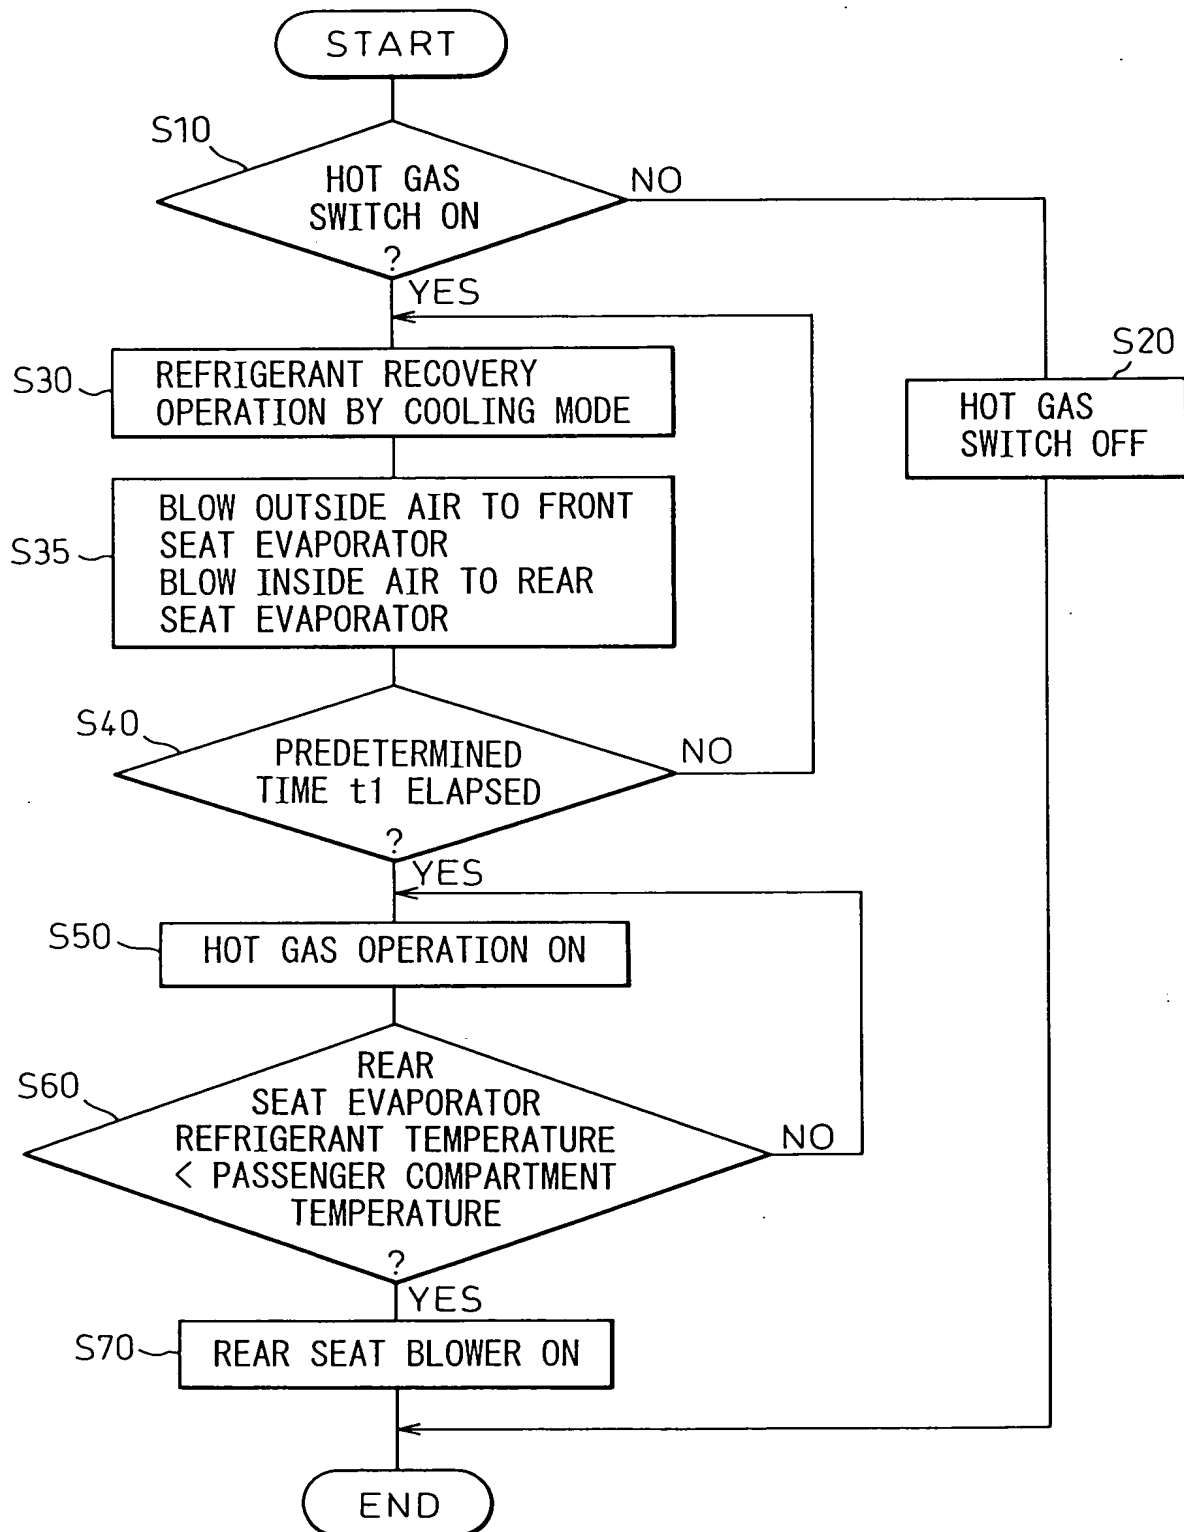 START
S10
HOT GAS
SWITCH ON
?
NO
YES
S20
HOT GAS
SWITCH OFF
S30
REFRIGERANT RECOVERY
OPERATION BY COOLING MODE
S35
BLOW OUTSIDE AIR TO FRONT
SEAT EVAPORATOR
BLOW INSIDE AIR TO REAR
SEAT EVAPORATOR
S40
PREDETERMINED
TIME t1 ELAPSED
?
NO
YES
S50
HOT GAS OPERATION ON
S60
REAR
SEAT EVAPORATOR
REFRIGERANT TEMPERATURE
< PASSENGER COMPARTMENT
TEMPERATURE
?
NO
YES
S70
REAR SEAT BLOWER ON
END